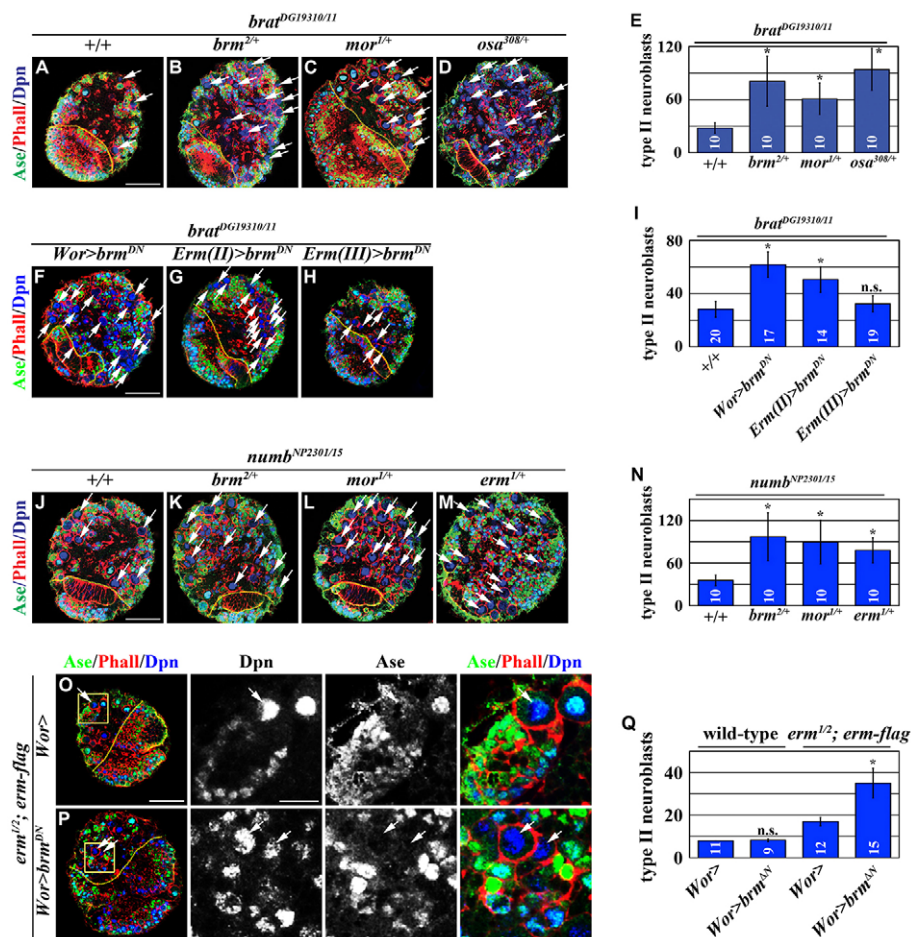 brat^DG19310/11
+/+ brm^2/+ mor^1/+ osa^308/+
Ase/Phall/Dpn
A B C D
E
brat^DG19310/11
type II neuroblasts
120
60
0
* * *
10 10 10 10
+/+ brm^2/+ mor^1/+ osa^308/+
brat^DG19310/11
Wor>brm^DN Erm(II)>brm^DN Erm(III)>brm^DN
Ase/Phall/Dpn
F G H
I
brat^DG19310/11
type II neuroblasts
80
40
0
* * n.s.
20 17 14 19
+/+ Wor>brm^DN Erm(II)>brm^DN Erm(III)>brm^DN
numb^NP2301/15
+/+ brm^2/+ mor^1/+ erm^1/+
Ase/Phall/Dpn
J K L M
N
numb^NP2301/15
type II neuroblasts
120
60
0
* * *
10 10 10 10
+/+ brm^2/+ mor^1/+ erm^1/+
Ase/Phall/Dpn Dpn Ase Ase/Phall/Dpn
erm^1/2; erm-flag
Wor>
O
Wor>brm^DN
P
Q
wild-type erm^1/2; erm-flag
type II neuroblasts
40
20
0
n.s. *
11 9 12 15
Wor> Wor>brm^ΔN Wor> Wor>brm^ΔN